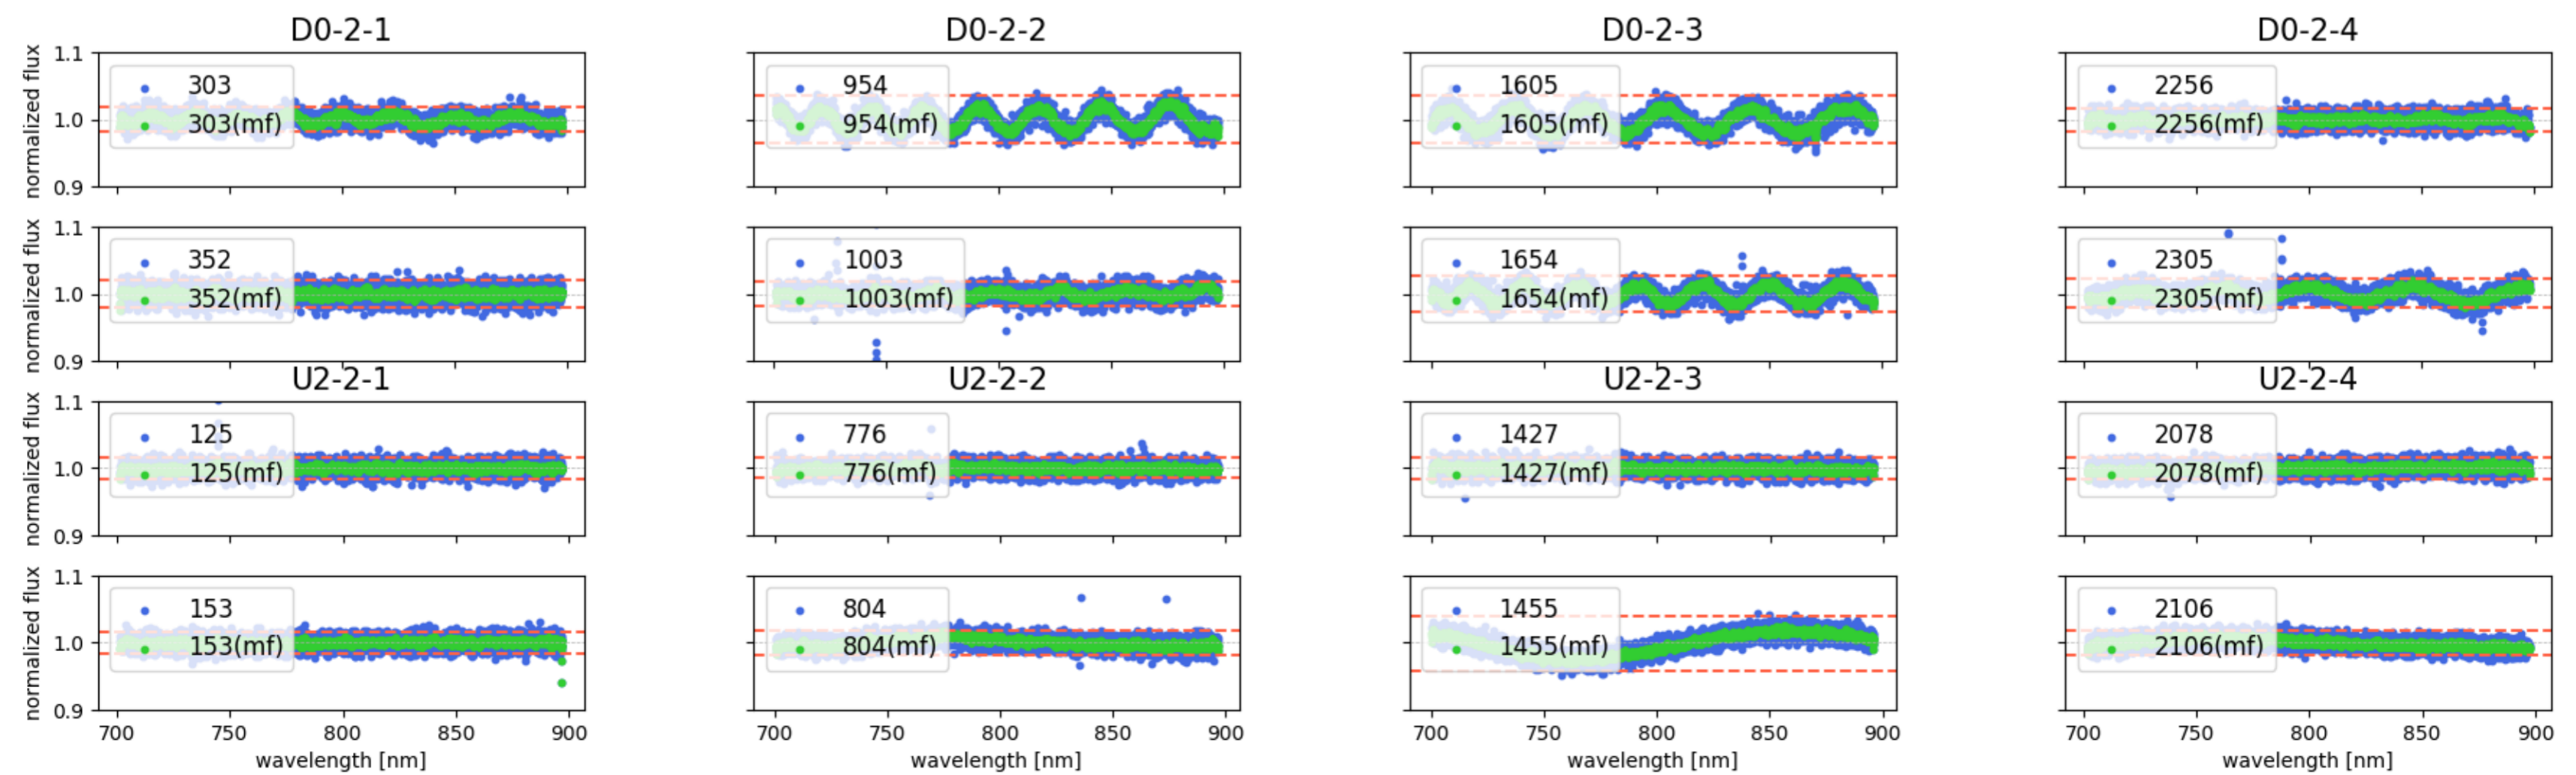 D0-2-1 D0-2-2 D0-2-3 D0-2-4
normalized flux
1.1
1.0
0.9
303
303(mf)
954
954(mf)
1605
1605(mf)
2256
2256(mf)
normalized flux
1.1
1.0
0.9
352
352(mf)
1003
1003(mf)
1654
1654(mf)
2305
2305(mf)
U2-2-1 U2-2-2 U2-2-3 U2-2-4
normalized flux
1.1
1.0
0.9
125
125(mf)
776
776(mf)
1427
1427(mf)
2078
2078(mf)
normalized flux
1.1
1.0
0.9
153
153(mf)
804
804(mf)
1455
1455(mf)
2106
2106(mf)
700 750 800 850 900 700 750 800 850 900 700 750 800 850 900 700 750 800 850 900
wavelength [nm] wavelength [nm] wavelength [nm] wavelength [nm]